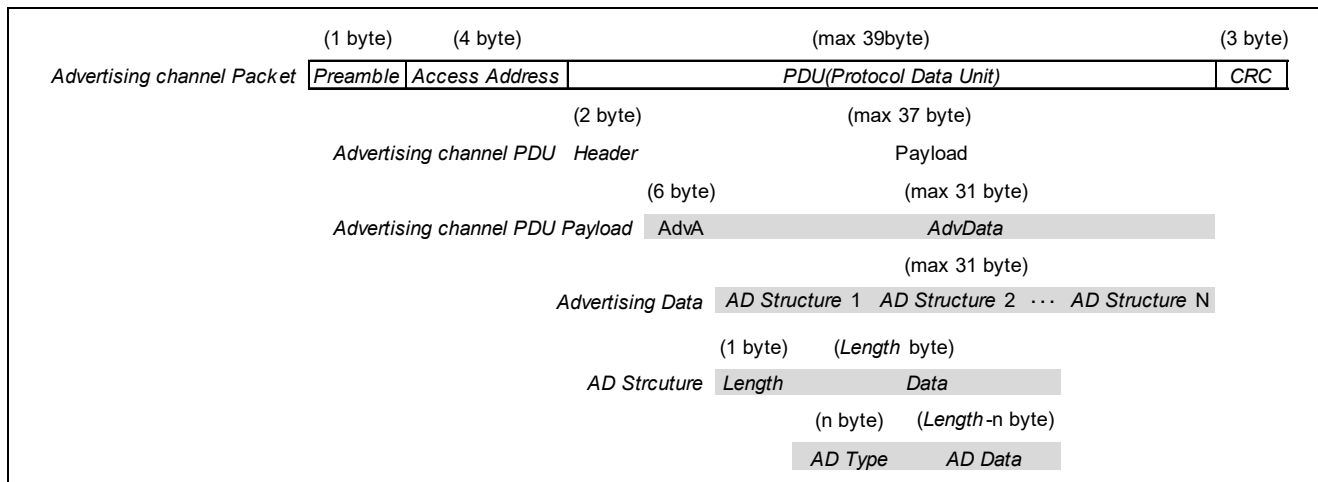 (1 byte) (4 byte) (max 39byte) (3 byte)
Advertising channel Packet Preamble Access Address PDU(Protocol Data Unit) CRC
(2 byte) (max 37 byte)
Advertising channel PDU Header Payload
(6 byte) (max 31 byte)
Advertising channel PDU Payload AdvA AdvData
(max 31 byte)
Advertising Data AD Structure 1 AD Structure 2 ··· AD Structure N
(1 byte) (Length byte)
AD Strcuture Length Data
(n byte) (Length-n byte)
AD Type AD Data